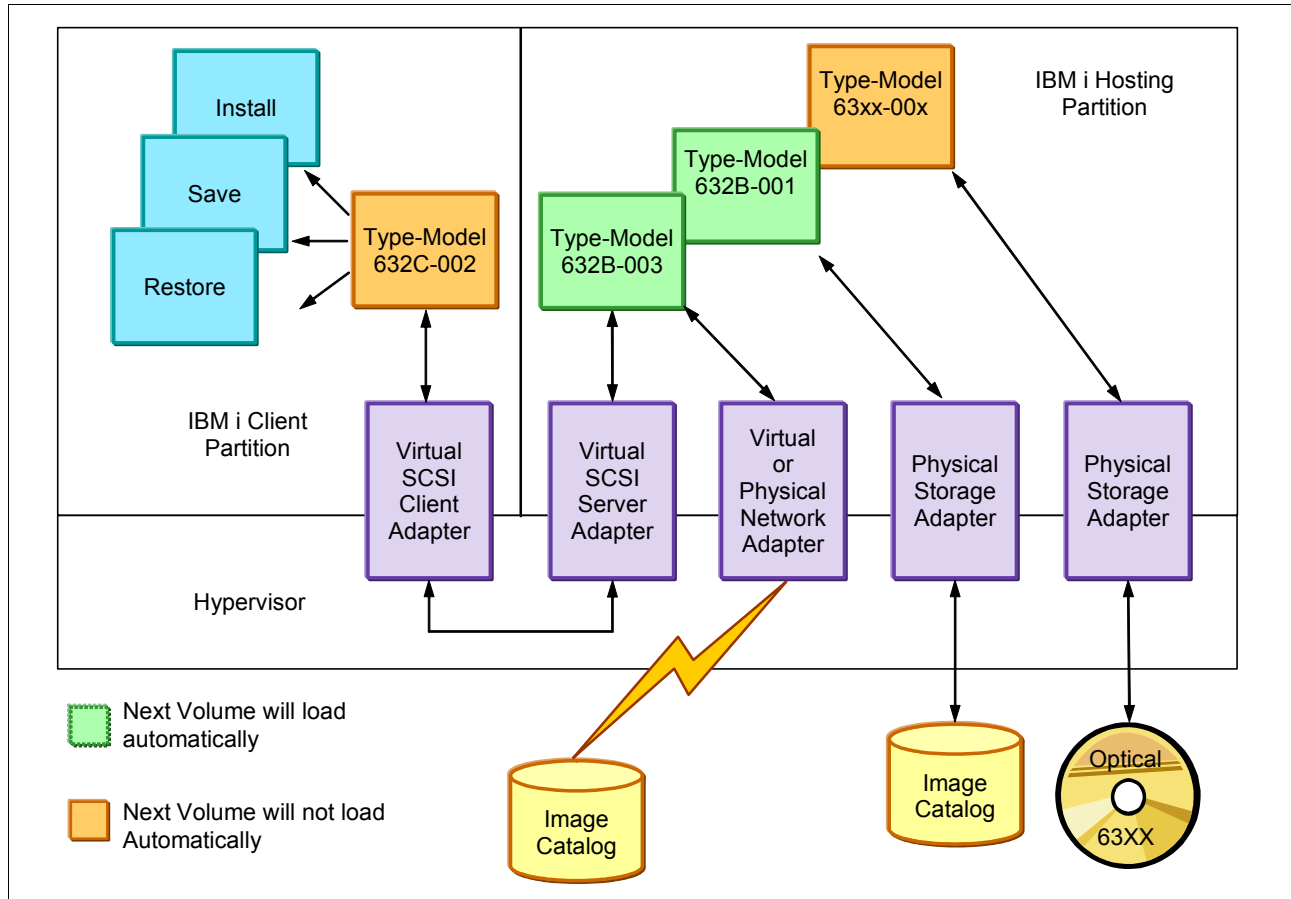 Install
Save
Restore
Type-Model
632C-002
IBM i Client
Partition
Type-Model
63xx-00x
Type-Model
632B-001
Type-Model
632B-003
IBM i Hosting
Partition
Virtual
SCSI
Client
Adapter
Virtual
SCSI
Server
Adapter
Virtual
or
Physical
Network
Adapter
Physical
Storage
Adapter
Physical
Storage
Adapter
Hypervisor
Next Volume will load
automatically
Next Volume will not load
Automatically
Image
Catalog
Image
Catalog
Optical
63XX